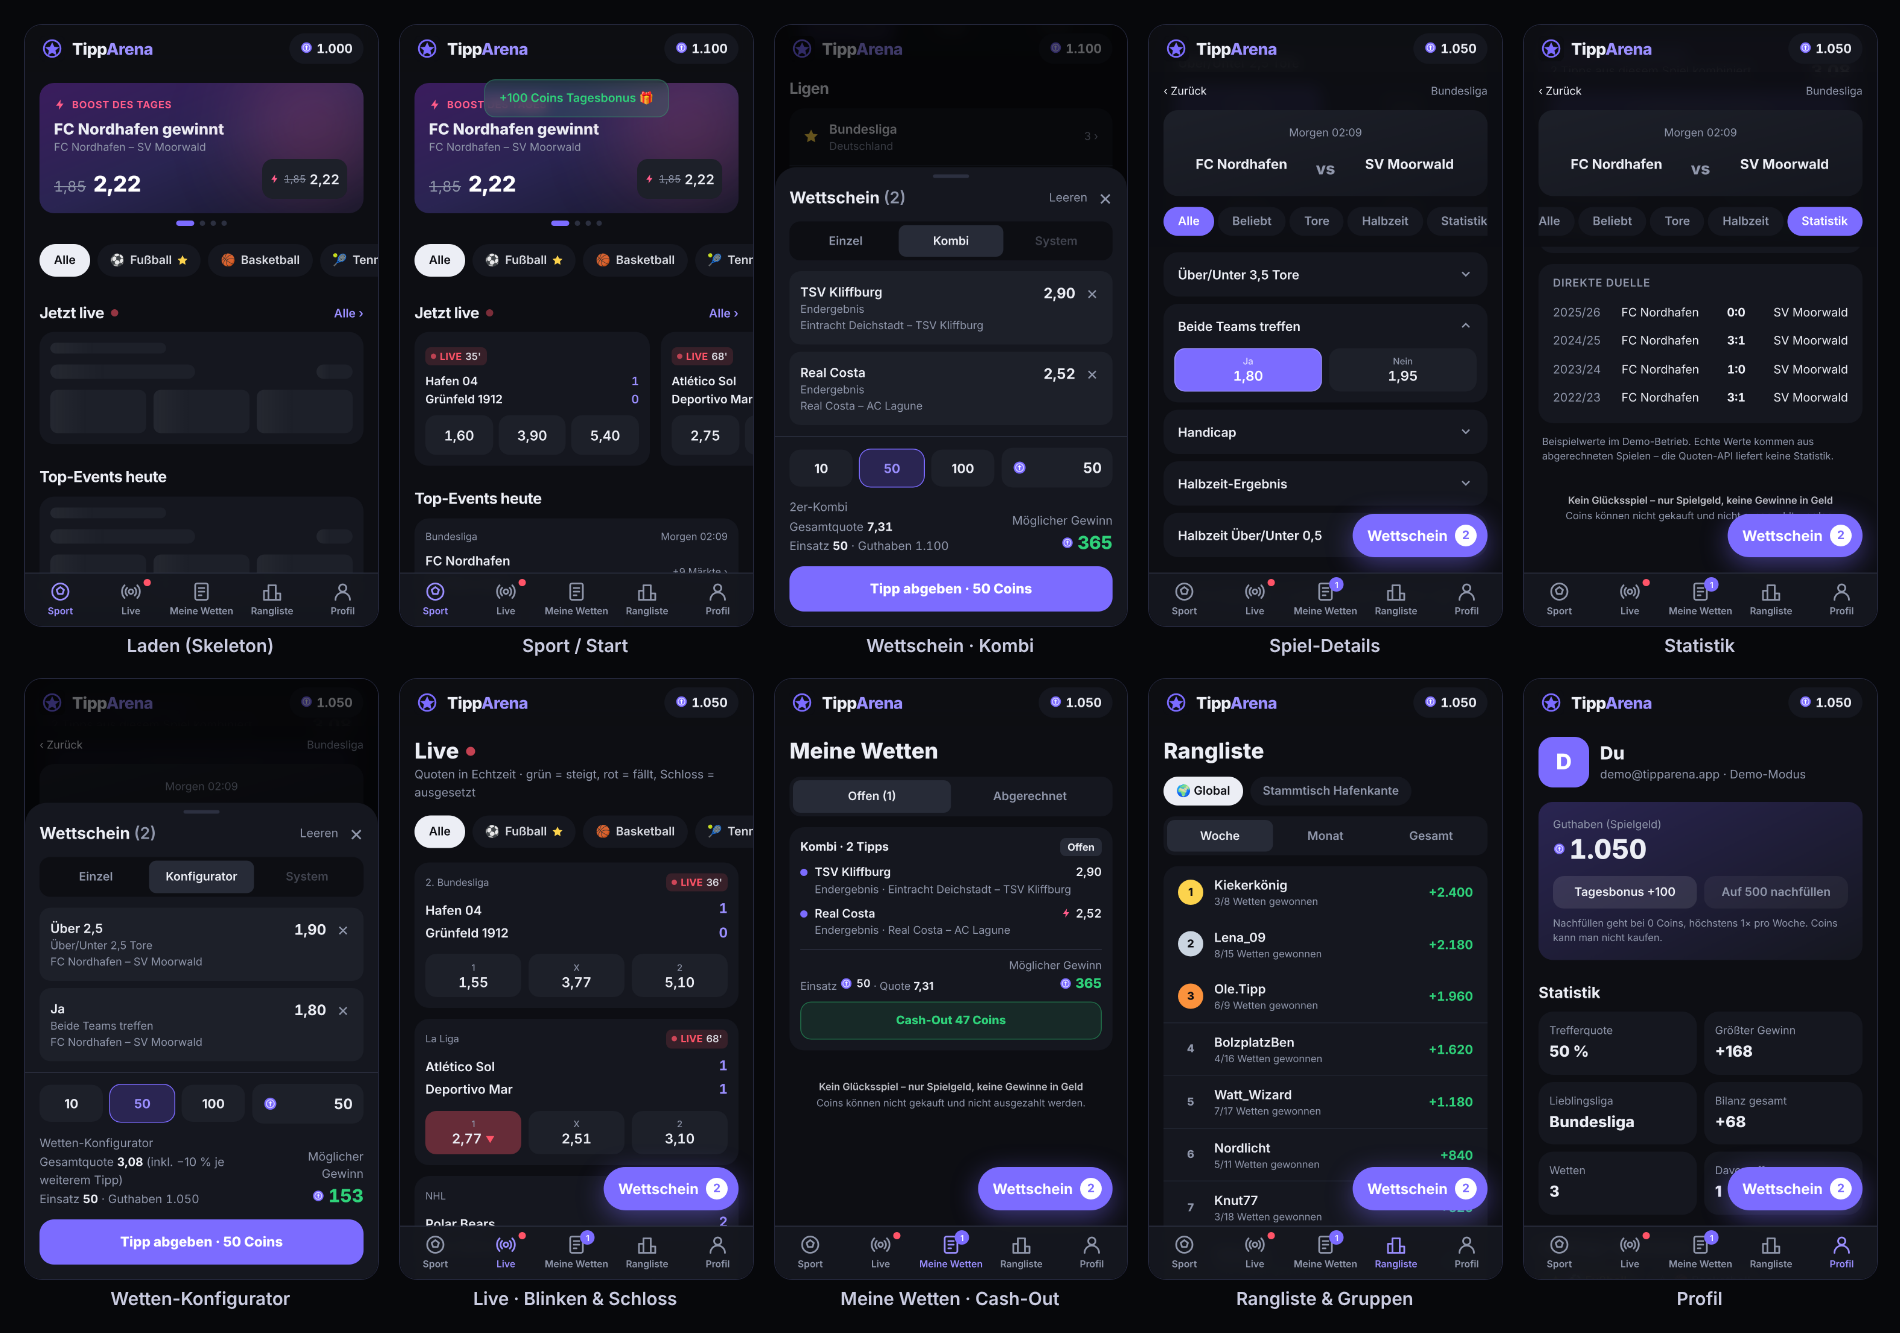 TippArena
1.000
BOOST DES TAGES
FC Nordhafen gewinnt
FC Nordhafen – SV Moorwald
1,85 2,22
1,85 2,22
Alle
Fußball
Basketball
Tenn
Jetzt live
Alle ›
Top-Events heute
Sport
Live
Meine Wetten
Rangliste
Profil
Laden (Skeleton)
TippArena
1.100
BOOST
+100 Coins Tagesbonus
FC Nordhafen gewinnt
FC Nordhafen – SV Moorwald
1,85 2,22
1,85 2,22
Alle
Fußball
Basketball
Tenn
Jetzt live
Alle ›
LIVE 35'
Hafen 04 1
Grünfeld 1912 0
1,60
3,90
5,40
LIVE 68'
Atlético Sol
Deportivo Mar
2,75
Top-Events heute
Bundesliga
Morgen 02:09
FC Nordhafen
+9 Märkte ›
Sport
Live
Meine Wetten
Rangliste
Profil
Sport / Start
TippArena
1.100
Ligen
Bundesliga
Deutschland
3 ›
Wettschein (2)
Leeren ×
Einzel
Kombi
System
TSV Kliffburg 2,90 ×
Endergebnis
Eintracht Deichstadt – TSV Kliffburg
Real Costa 2,52 ×
Endergebnis
Real Costa – AC Lagune
10
50
100
50
2er-Kombi
Gesamtquote 7,31
Einsatz 50 · Guthaben 1.100
Möglicher Gewinn
365
Tipp abgeben · 50 Coins
Wettschein · Kombi
TippArena
1.050
‹ Zurück
Bundesliga
Morgen 02:09
FC Nordhafen vs SV Moorwald
Alle
Beliebt
Tore
Halbzeit
Statistik
Über/Unter 3,5 Tore
Beide Teams treffen
Ja
1,80
Nein
1,95
Handicap
Halbzeit-Ergebnis
Halbzeit Über/Unter 0,5
Wettschein 2
Sport
Live
Meine Wetten
1
Rangliste
Profil
Spiel-Details
TippArena
1.050
‹ Zurück
Bundesliga
Morgen 02:09
FC Nordhafen vs SV Moorwald
Alle
Beliebt
Tore
Halbzeit
Statistik
DIREKTE DUELLE
2025/26 FC Nordhafen 0:0 SV Moorwald
2024/25 FC Nordhafen 3:1 SV Moorwald
2023/24 FC Nordhafen 1:0 SV Moorwald
2022/23 FC Nordhafen 3:1 SV Moorwald
Beispielwerte im Demo-Betrieb. Echte Werte kommen aus
abgerechneten Spielen – die Quoten-API liefert keine Statistik.
Kein Glücksspiel – nur Spielgeld, keine Gewinne in Geld
Coins können nicht gekauft und nicht
Wettschein 2
Sport
Live
Meine Wetten
1
Rangliste
Profil
Statistik
TippArena
1.050
‹ Zurück
Bundesliga
Morgen 02:09
Wettschein (2)
Leeren ×
Einzel
Konfigurator
System
Über 2,5 1,90 ×
Über/Unter 2,5 Tore
FC Nordhafen – SV Moorwald
Ja 1,80 ×
Beide Teams treffen
FC Nordhafen – SV Moorwald
10
50
100
50
Wetten-Konfigurator
Gesamtquote 3,08 (inkl. −10 % je
weiterem Tipp)
Einsatz 50 · Guthaben 1.050
Möglicher
Gewinn
153
Tipp abgeben · 50 Coins
Wetten-Konfigurator
TippArena
1.050
Live
Quoten in Echtzeit · grün = steigt, rot = fällt, Schloss =
ausgesetzt
Alle
Fußball
Basketball
Tenn
2. Bundesliga
LIVE 36'
Hafen 04 1
Grünfeld 1912 0
1
1,55
X
3,77
2
5,10
La Liga
LIVE 68'
Atlético Sol 1
Deportivo Mar 1
1
2,77
X
2,51
2
3,10
NHL
Polar Bears 2
Wettschein 2
Sport
Live
Meine Wetten
1
Rangliste
Profil
Live · Blinken & Schloss
TippArena
1.050
Meine Wetten
Offen (1)
Abgerechnet
Kombi · 2 Tipps
Offen
TSV Kliffburg 2,90
Endergebnis · Eintracht Deichstadt – TSV Kliffburg
Real Costa 2,52
Endergebnis · Real Costa – AC Lagune
Möglicher Gewinn
Einsatz 50 · Quote 7,31
365
Cash-Out 47 Coins
Kein Glücksspiel – nur Spielgeld, keine Gewinne in Geld
Coins können nicht gekauft und nicht ausgezahlt werden.
Wettschein 2
Sport
Live
Meine Wetten
1
Rangliste
Profil
Meine Wetten · Cash-Out
TippArena
1.050
Rangliste
Global
Stammtisch Hafenkante
Woche
Monat
Gesamt
1 Kiekerkönig +2.400
3/8 Wetten gewonnen
2 Lena_09 +2.180
8/15 Wetten gewonnen
3 Ole.Tipp +1.960
6/9 Wetten gewonnen
4 BolzplatzBen +1.620
4/16 Wetten gewonnen
5 Watt_Wizard +1.180
7/17 Wetten gewonnen
6 Nordlicht +840
5/11 Wetten gewonnen
7 Knut77
3/18 Wetten gewonnen
Wettschein 2
Sport
Live
Meine Wetten
1
Rangliste
Profil
Rangliste & Gruppen
TippArena
1.050
D
Du
demo@tipparena.app · Demo-Modus
Guthaben (Spielgeld)
1.050
Tagesbonus +100
Auf 500 nachfüllen
Nachfüllen geht bei 0 Coins, höchstens 1× pro Woche. Coins
kann man nicht kaufen.
Statistik
Trefferquote
50 %
Größter Gewinn
+168
Lieblingsliga
Bundesliga
Bilanz gesamt
+68
Wetten
3
1
Wettschein 2
Sport
Live
Meine Wetten
1
Rangliste
Profil
Profil